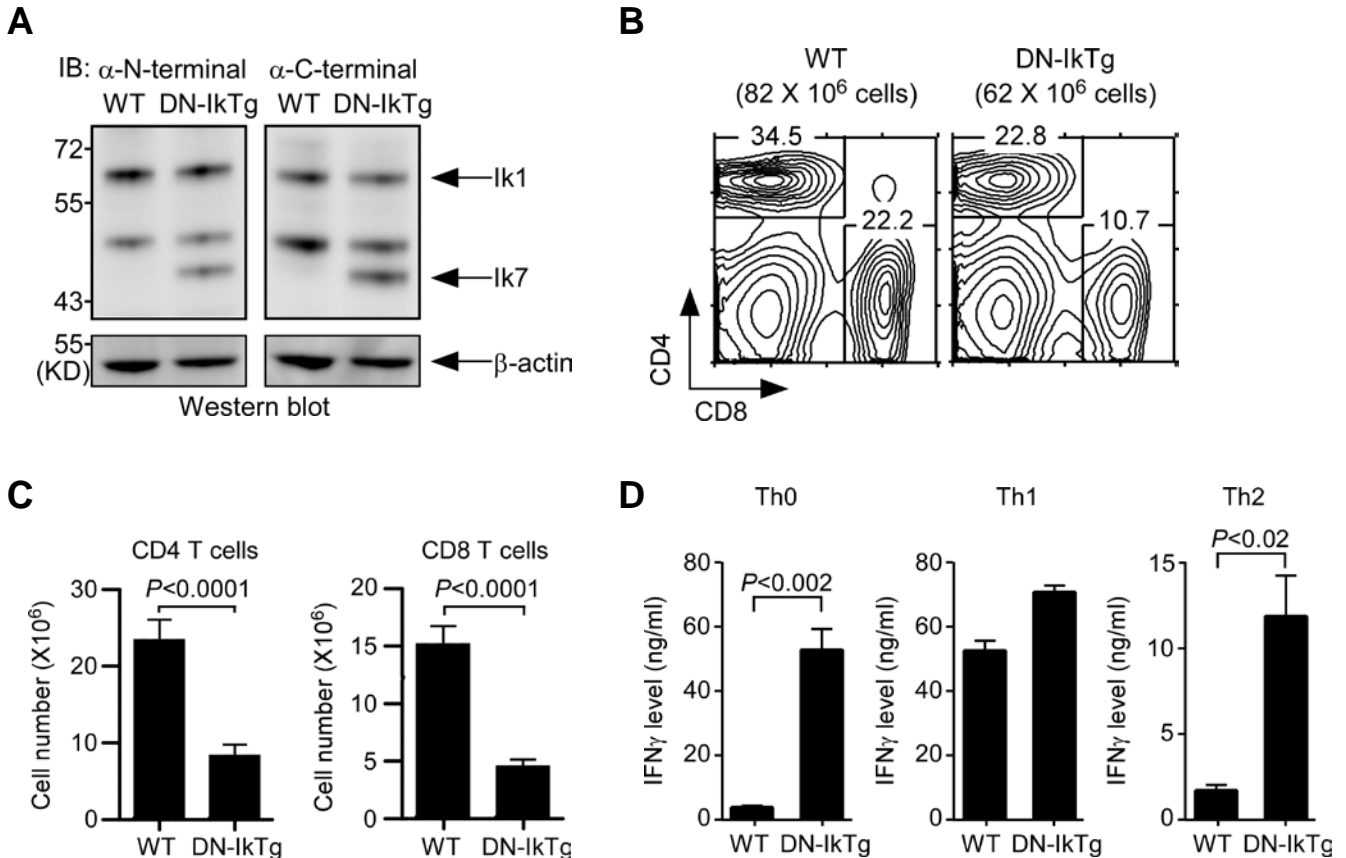 A
IB: α-N-terminal α-C-terminal
WT DN-IkTg WT DN-IkTg
72
55
43
55
(KD)
Ik1
Ik7
β-actin
Western blot
B
WT DN-IkTg
(82 X 10⁶ cells) (62 X 10⁶ cells)
34.5 22.8
22.2 10.7
CD4
CD8
C
CD4 T cells
P<0.0001
Cell number (X10⁶)
30
20
10
0
WT DN-IkTg
CD8 T cells
P<0.0001
Cell number (X10⁶)
20
15
10
5
0
WT DN-IkTg
D
Th0
P<0.002
IFNγ level (ng/ml)
80
60
40
20
0
WT DN-IkTg
Th1
IFNγ level (ng/ml)
80
60
40
20
0
WT DN-IkTg
Th2
P<0.02
IFNγ level (ng/ml)
15
10
5
0
WT DN-IkTg